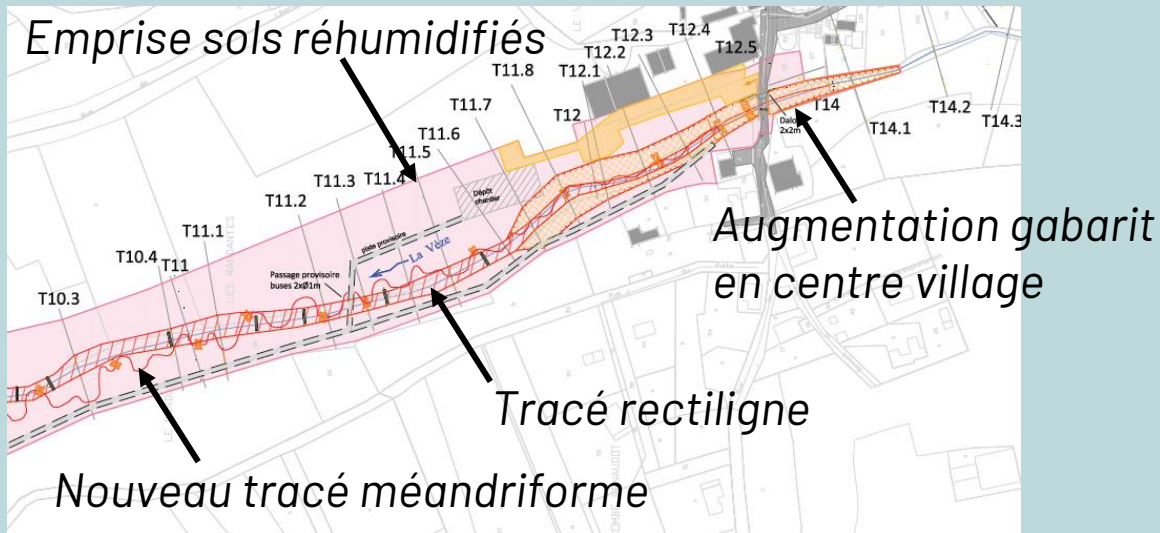 Emprise sols réhumidifiés
T12.3
T12.4
T12.2
T12.5
T11.8
T12.1
T11.7
T12
T14
T14.2
T11.6
Dalot
2x2m
T14.1
T14.3
T11.5
T11.4
T11.3
T11.2
Dépôt
chantier
T11.1
piste provisoire
La Vèze
T10.4
T11
Passage provisoire
buses 2xØ1m
T10.3
Augmentation gabarit
en centre village
Tracé rectiligne
Nouveau tracé méandriforme